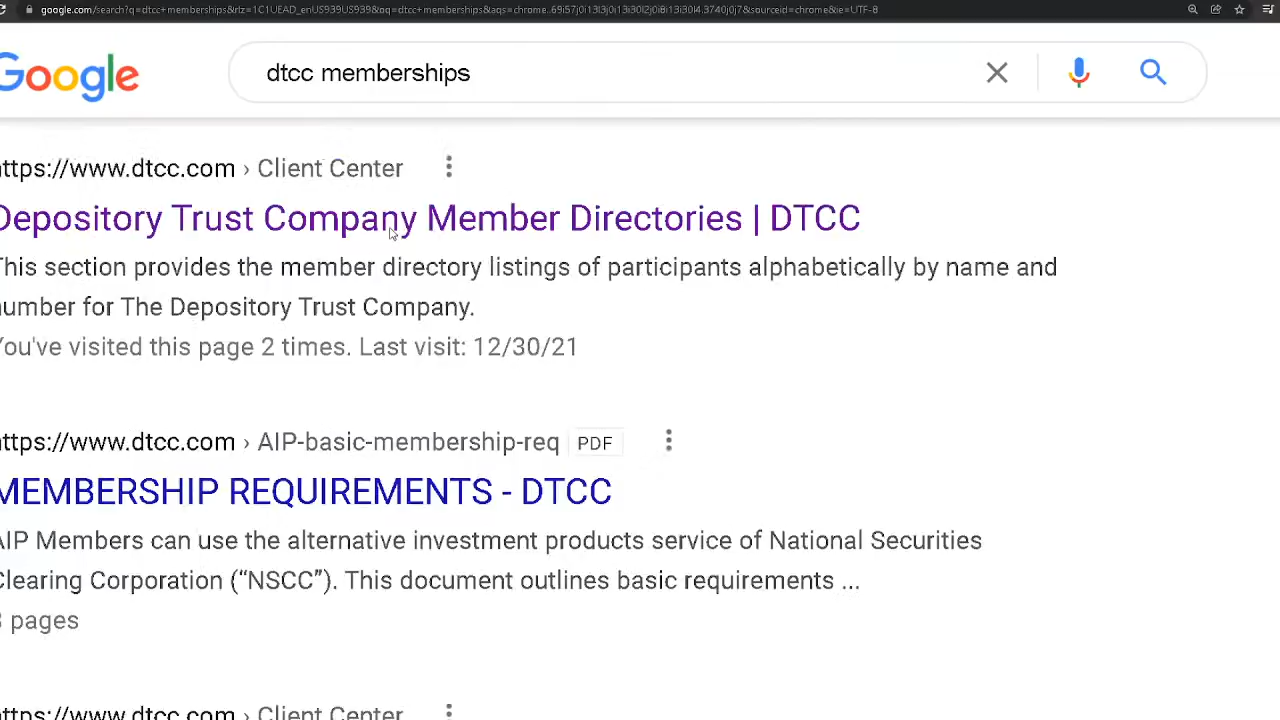 google.com/search?q=dtcc+memberships&rlz=1C1UEAD_enUS939US939&oq=dtcc+memberships&aqs=chrome..69i57j0i13l3j0i13i30l2j0i8i13i30l4.3740j0j7&sourceid=chrome&ie=UTF-8
Google
dtcc memberships
ttps://www.dtcc.com › Client Center
Depository Trust Company Member Directories | DTCC
This section provides the member directory listings of participants alphabetically by name and
number for The Depository Trust Company.
You've visited this page 2 times. Last visit: 12/30/21
ttps://www.dtcc.com › AIP-basic-membership-req PDF
MEMBERSHIP REQUIREMENTS - DTCC
AIP Members can use the alternative investment products service of National Securities
Clearing Corporation (“NSCC”). This document outlines basic requirements ...
pages
ttps://www.dtcc.com › Client Center